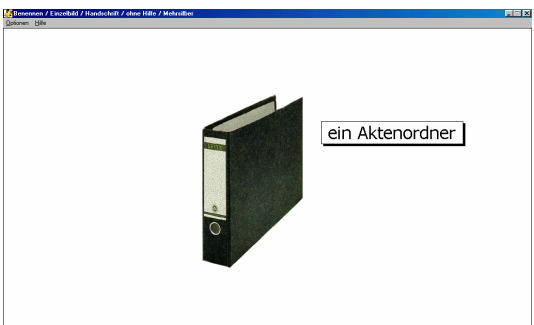 Benennen / Einzelbild / Handschrift / ohne Hilfe / Mehrsilber
Optionen Hilfe
ein Aktenordner